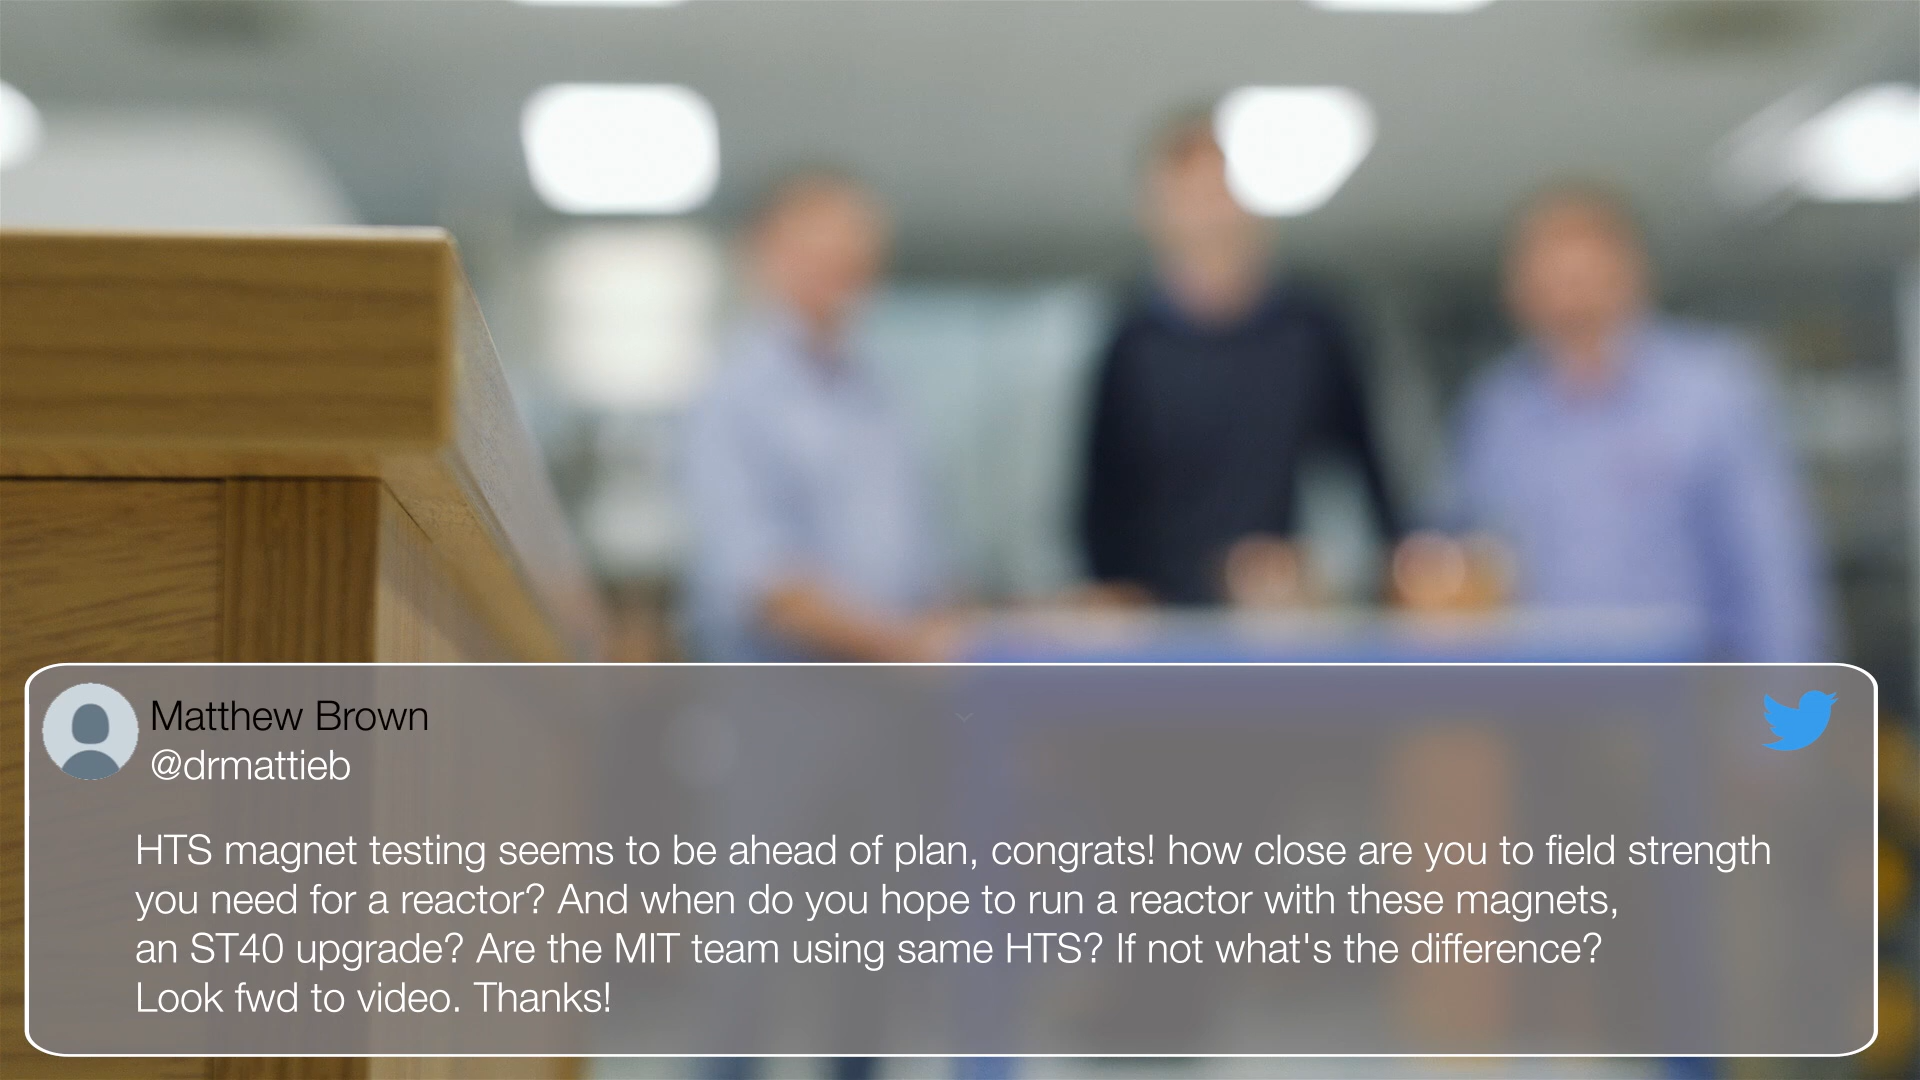 Matthew Brown
@drmattieb
HTS magnet testing seems to be ahead of plan, congrats! how close are you to field strength
you need for a reactor? And when do you hope to run a reactor with these magnets,
an ST40 upgrade? Are the MIT team using same HTS? If not what's the difference?
Look fwd to video. Thanks!